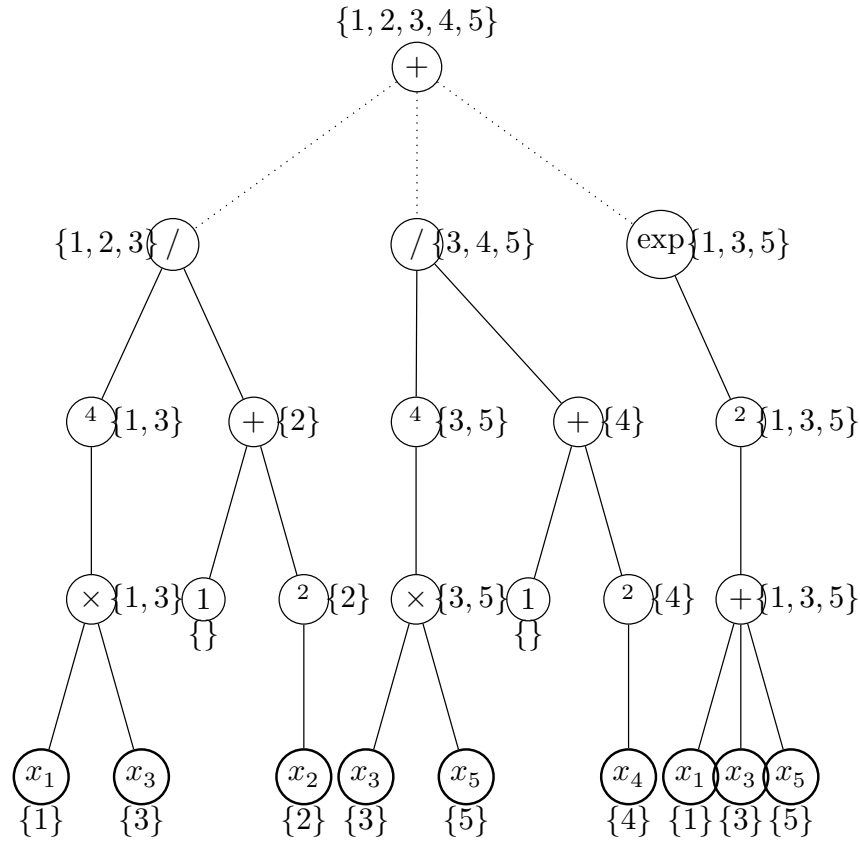 {1, 2, 3, 4, 5}
+
{1, 2, 3} / / {3, 4, 5} exp {1, 3, 5}
4 {1, 3} + {2} 4 {3, 5} + {4} 2 {1, 3, 5}
× {1, 3} 1 2 {2} × {3, 5} 1 2 {4} + {1, 3, 5}
{} {}
x₁ x₃ x₂ x₃ x₅ x₄ x₁ x₃ x₅
{1} {3} {2} {3} {5} {4} {1} {3} {5}